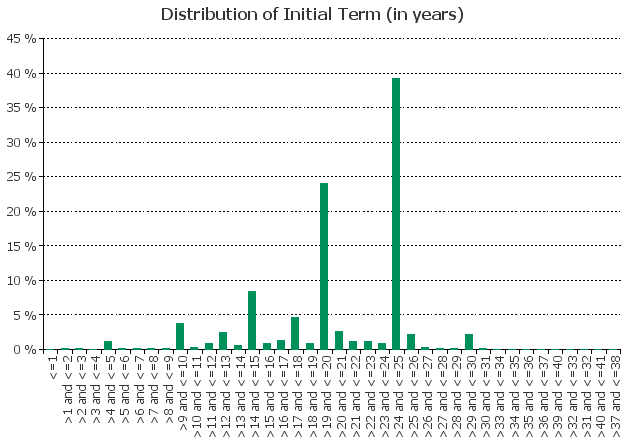 Distribution of Initial Term (in years)
45 %
40 %
35 %
30 %
25 %
20 %
15 %
10 %
5 %
0 %
<=1
>1 and <=2
>2 and <=3
>3 and <=4
>4 and <=5
>5 and <=6
>6 and <=7
>7 and <=8
>8 and <=9
>9 and <=10
>10 and <=11
>11 and <=12
>12 and <=13
>13 and <=14
>14 and <=15
>15 and <=16
>16 and <=17
>17 and <=18
>18 and <=19
>19 and <=20
>20 and <=21
>21 and <=22
>22 and <=23
>23 and <=24
>24 and <=25
>25 and <=26
>26 and <=27
>27 and <=28
>28 and <=29
>29 and <=30
>30 and <=31
>33 and <=34
>34 and <=35
>35 and <=36
>36 and <=37
>39 and <=40
>32 and <=33
>31 and <=32
>40 and <=41
>37 and <=38